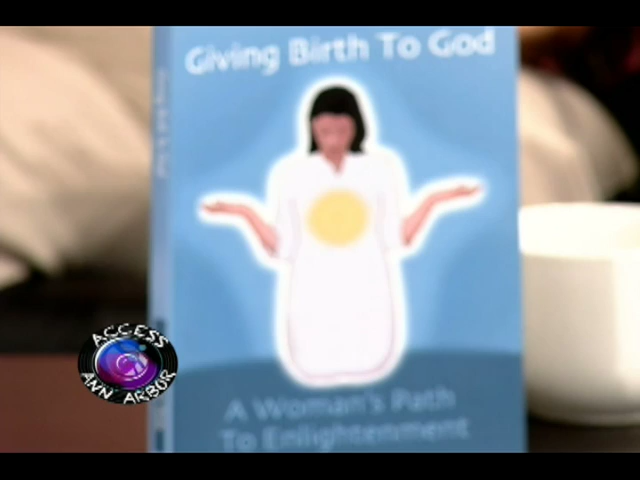 Giving Birth To God
A Woman's Path
To Enlightenment
ACCESS
ANN ARBOR